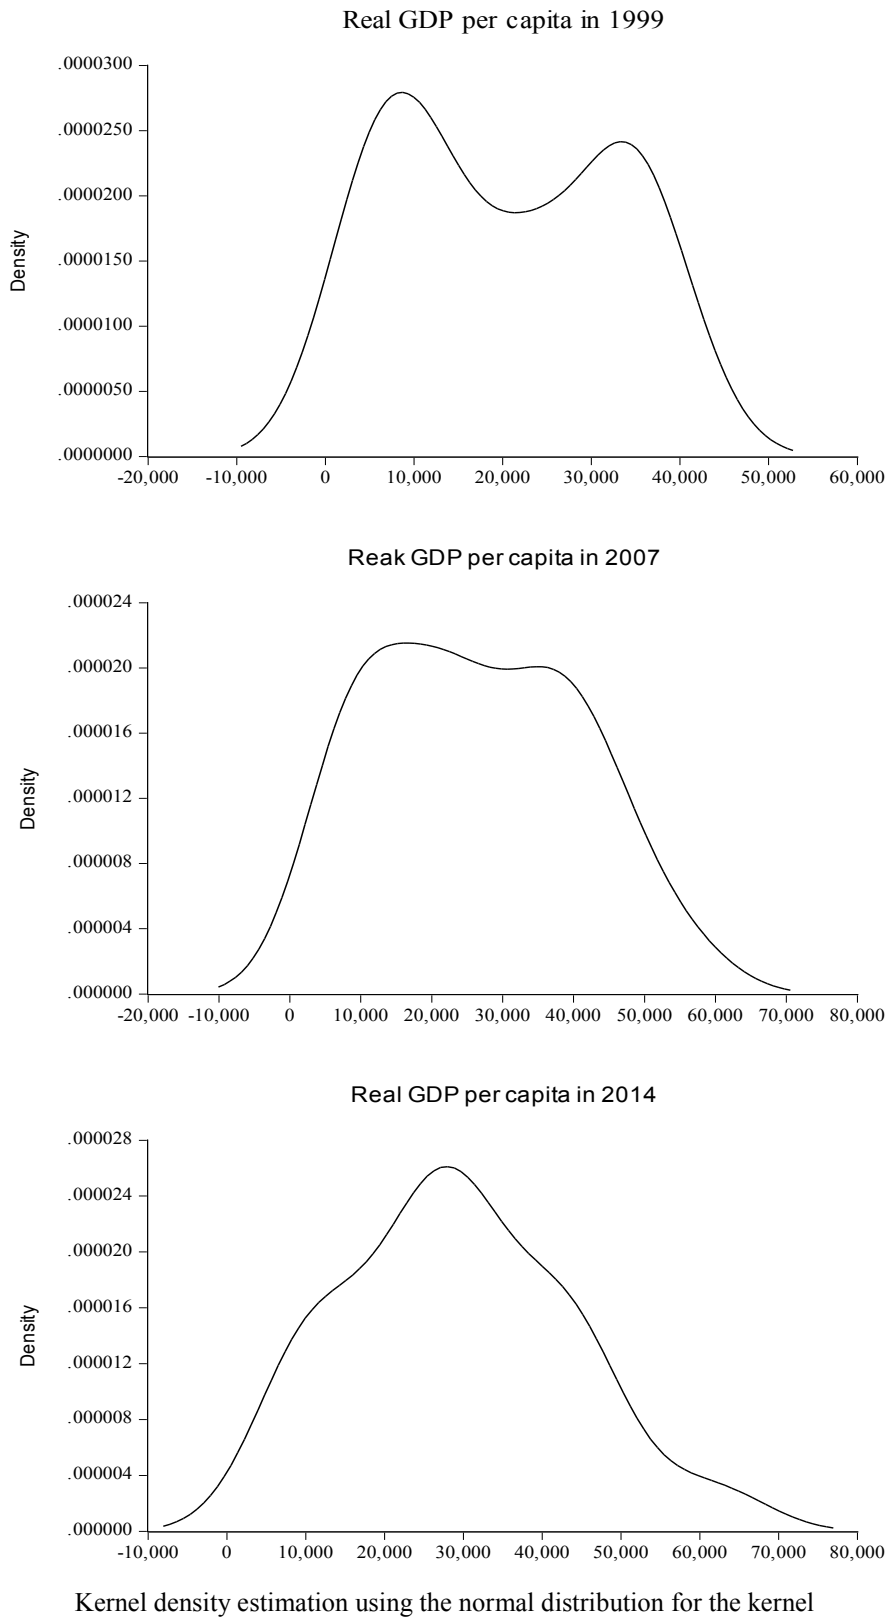 Real GDP per capita in 1999
.0000300
.0000250
.0000200
.0000150
.0000100
.0000050
.0000000
Density
-20,000 -10,000 0 10,000 20,000 30,000 40,000 50,000 60,000
Reak GDP per capita in 2007
.000024
.000020
.000016
.000012
.000008
.000004
.000000
Density
-20,000 -10,000 0 10,000 20,000 30,000 40,000 50,000 60,000 70,000 80,000
Real GDP per capita in 2014
.000028
.000024
.000020
.000016
.000012
.000008
.000004
.000000
Density
-10,000 0 10,000 20,000 30,000 40,000 50,000 60,000 70,000 80,000
Kernel density estimation using the normal distribution for the kernel